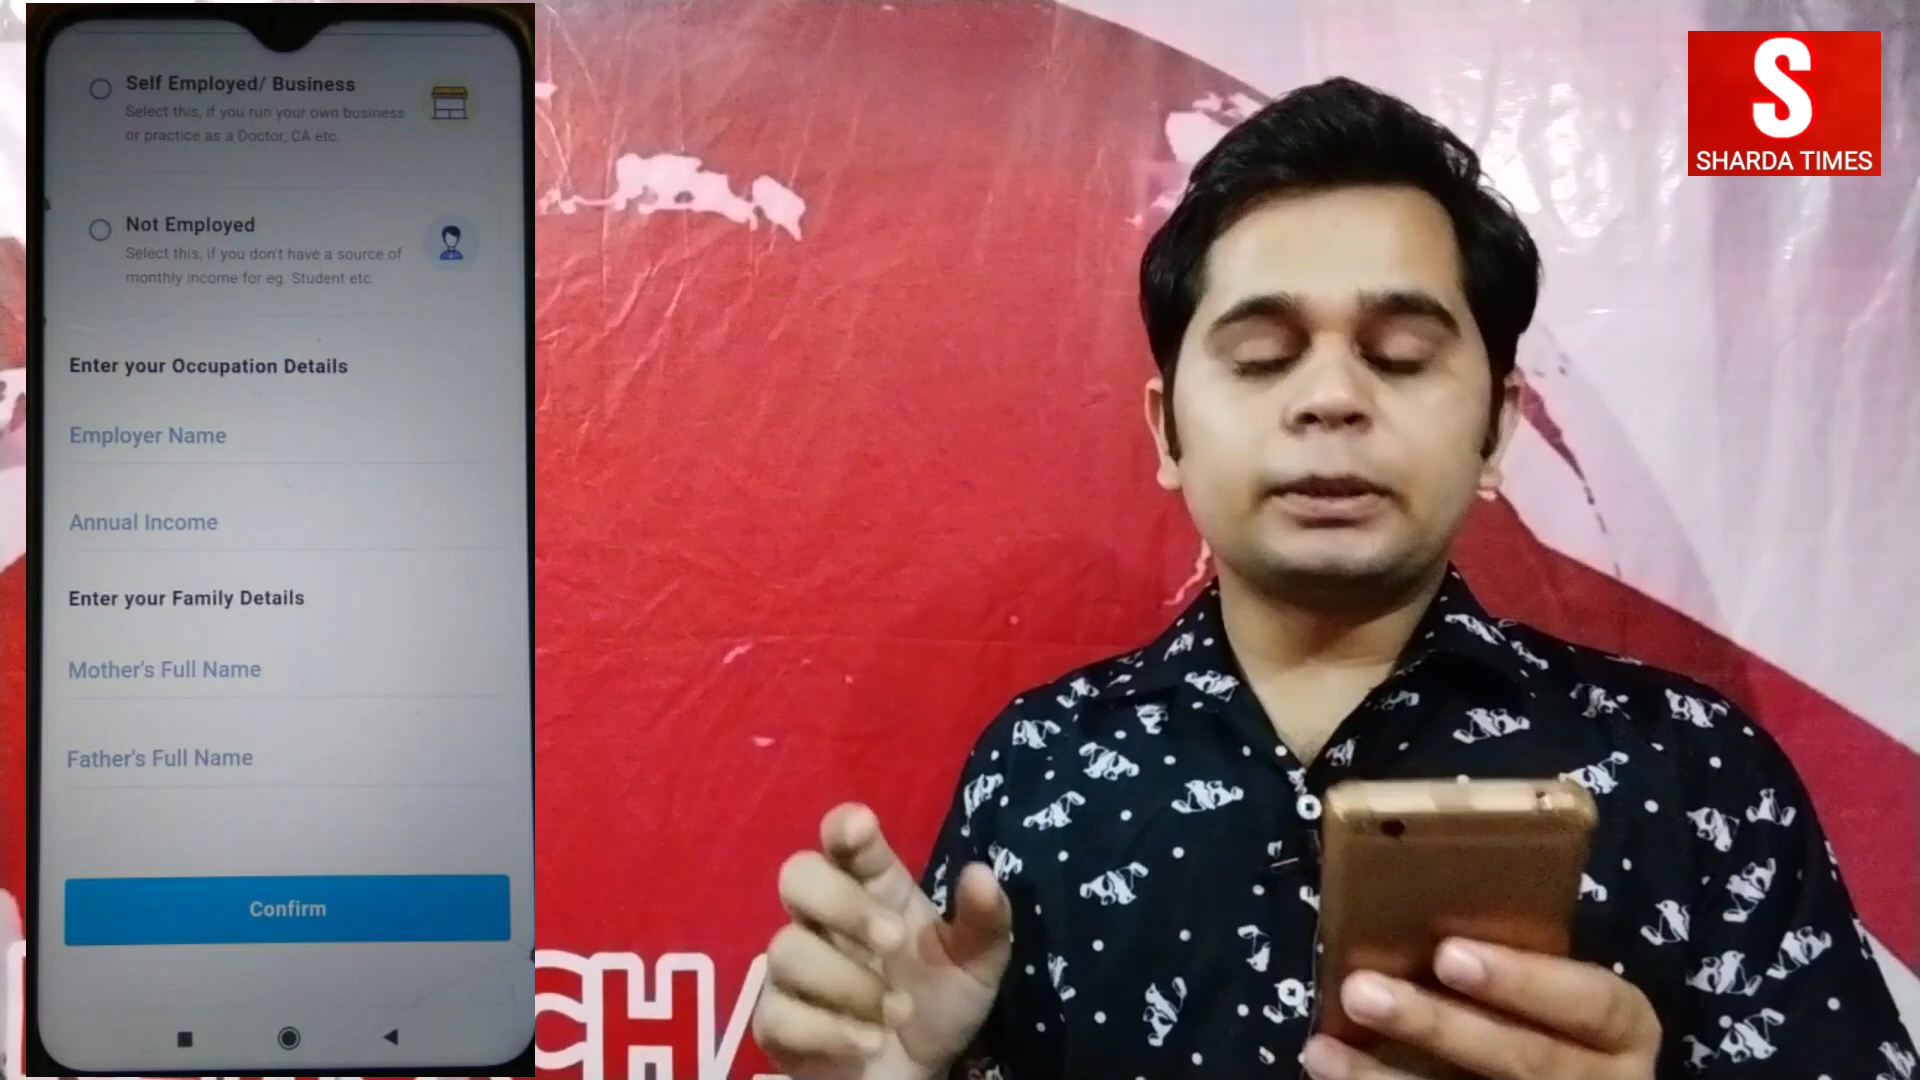 Self Employed/ Business
Select this, if you run your own business
or practice as a Doctor, CA etc.
Not Employed
Select this, if you don't have a source of
monthly income for eg. Student etc.
Enter your Occupation Details
Employer Name
Annual Income
Enter your Family Details
Mother's Full Name
Father's Full Name
Confirm
S
SHARDA TIMES